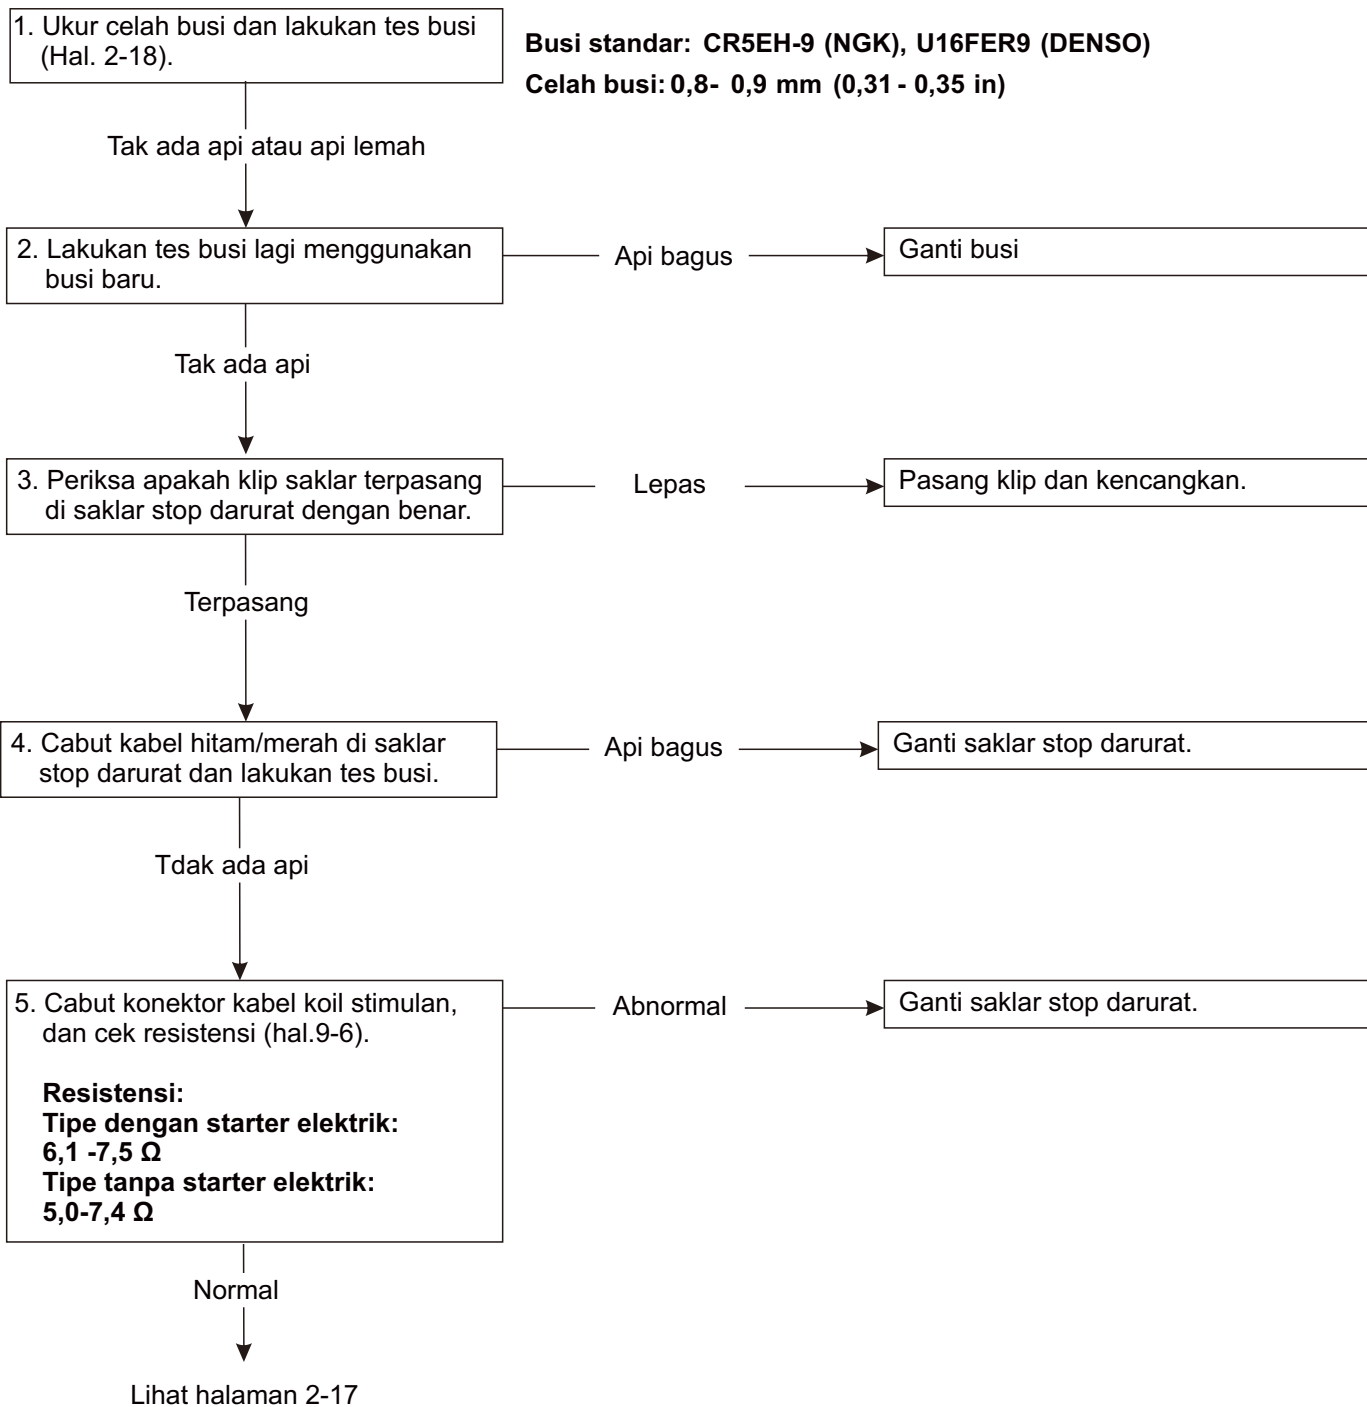 1. Ukur celah busi dan lakukan tes busi
(Hal. 2-18).
Busi standar: CR5EH-9 (NGK), U16FER9 (DENSO)
Celah busi: 0,8- 0,9 mm (0,31 - 0,35 in)
Tak ada api atau api lemah
2. Lakukan tes busi lagi menggunakan
busi baru.
Api bagus
Ganti busi
Tak ada api
3. Periksa apakah klip saklar terpasang
di saklar stop darurat dengan benar.
Lepas
Pasang klip dan kencangkan.
Terpasang
4. Cabut kabel hitam/merah di saklar
stop darurat dan lakukan tes busi.
Api bagus
Ganti saklar stop darurat.
Tdak ada api
5. Cabut konektor kabel koil stimulan,
dan cek resistensi (hal.9-6).
Abnormal
Ganti saklar stop darurat.
Resistensi:
Tipe dengan starter elektrik:
6,1 -7,5 Ω
Tipe tanpa starter elektrik:
5,0-7,4 Ω
Normal
Lihat halaman 2-17